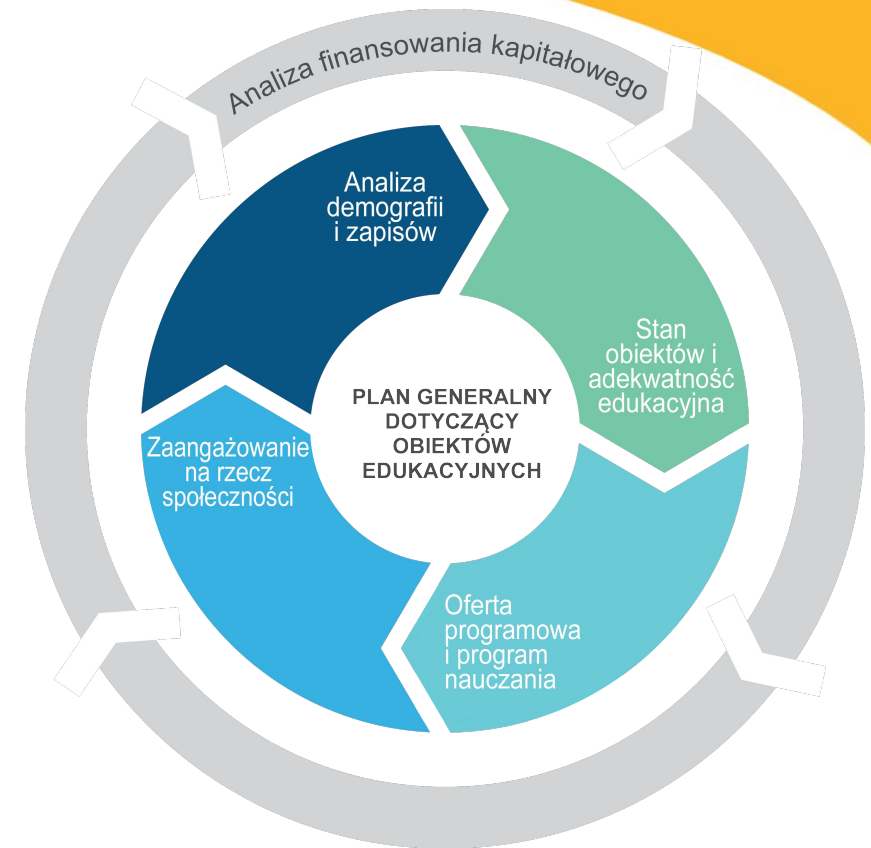 Analiza finansowania kapitałowego
Analiza
demografii
i zapisów
Stan
obiektów i
adekwatność
edukacyjna
PLAN GENERALNY
DOTYCZĄCY
OBIEKTÓW
EDUKACYJNYCH
Zaangażowanie
na rzecz
społeczności
Oferta
programowa
i program
nauczania